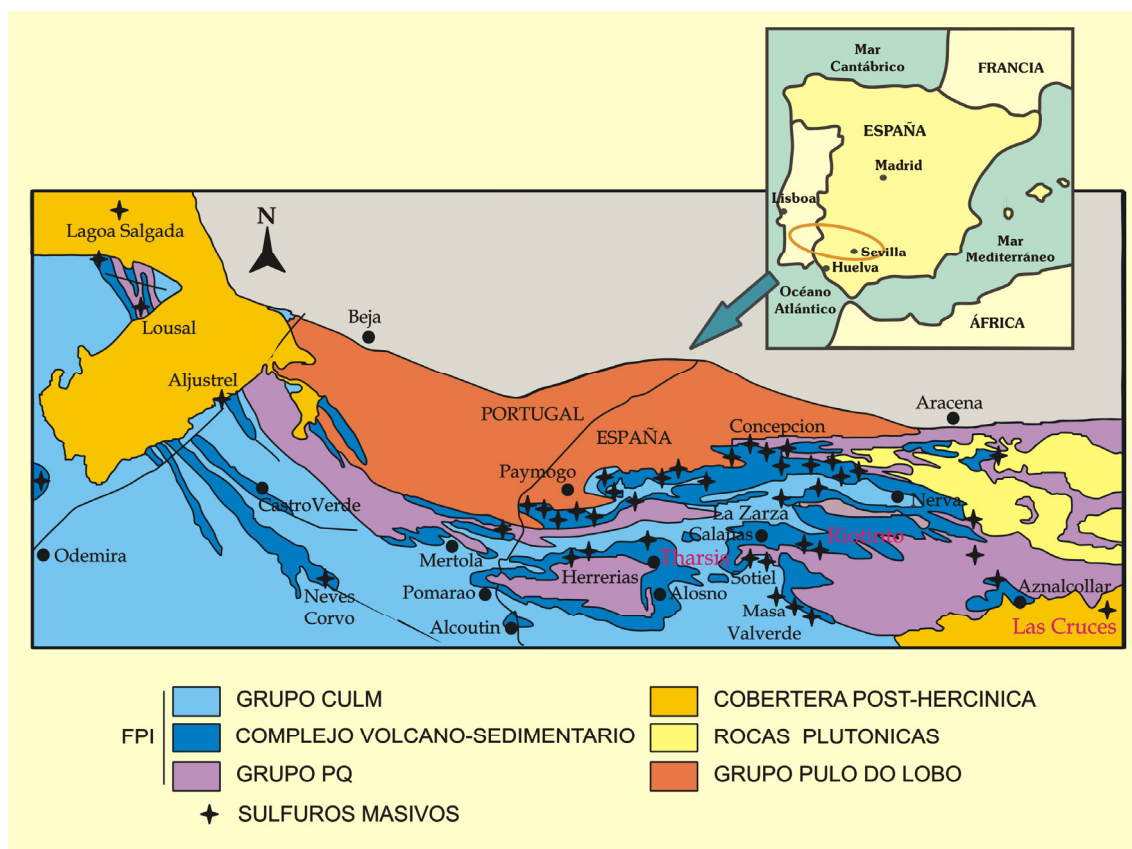 Mar
Cantábrico
FRANCIA
ESPAÑA
Madrid
Lisboa
Sevilla
Huelva
Mar
Mediterráneo
Océano
Atlántico
ÁFRICA
N
Lagoa Salgada
Lousal
Beja
Aljustrel
PORTUGAL
ESPAÑA
Aracena
Concepcion
Paymogo
Castro Verde
La Zarza
Nerva
Calañas
Riotinto
Odemira
Mertola
Herrerias
Tharsis
Sotiel
Neves
Corvo
Pomarao
Alosno
Masa
Valverde
Aznalcollar
Alcoutin
Las Cruces
FPI
GRUPO CULM
COMPLEJO VOLCANO-SEDIMENTARIO
GRUPO PQ
SULFUROS MASIVOS
COBERTERA POST-HERCINICA
ROCAS PLUTONICAS
GRUPO PULO DO LOBO